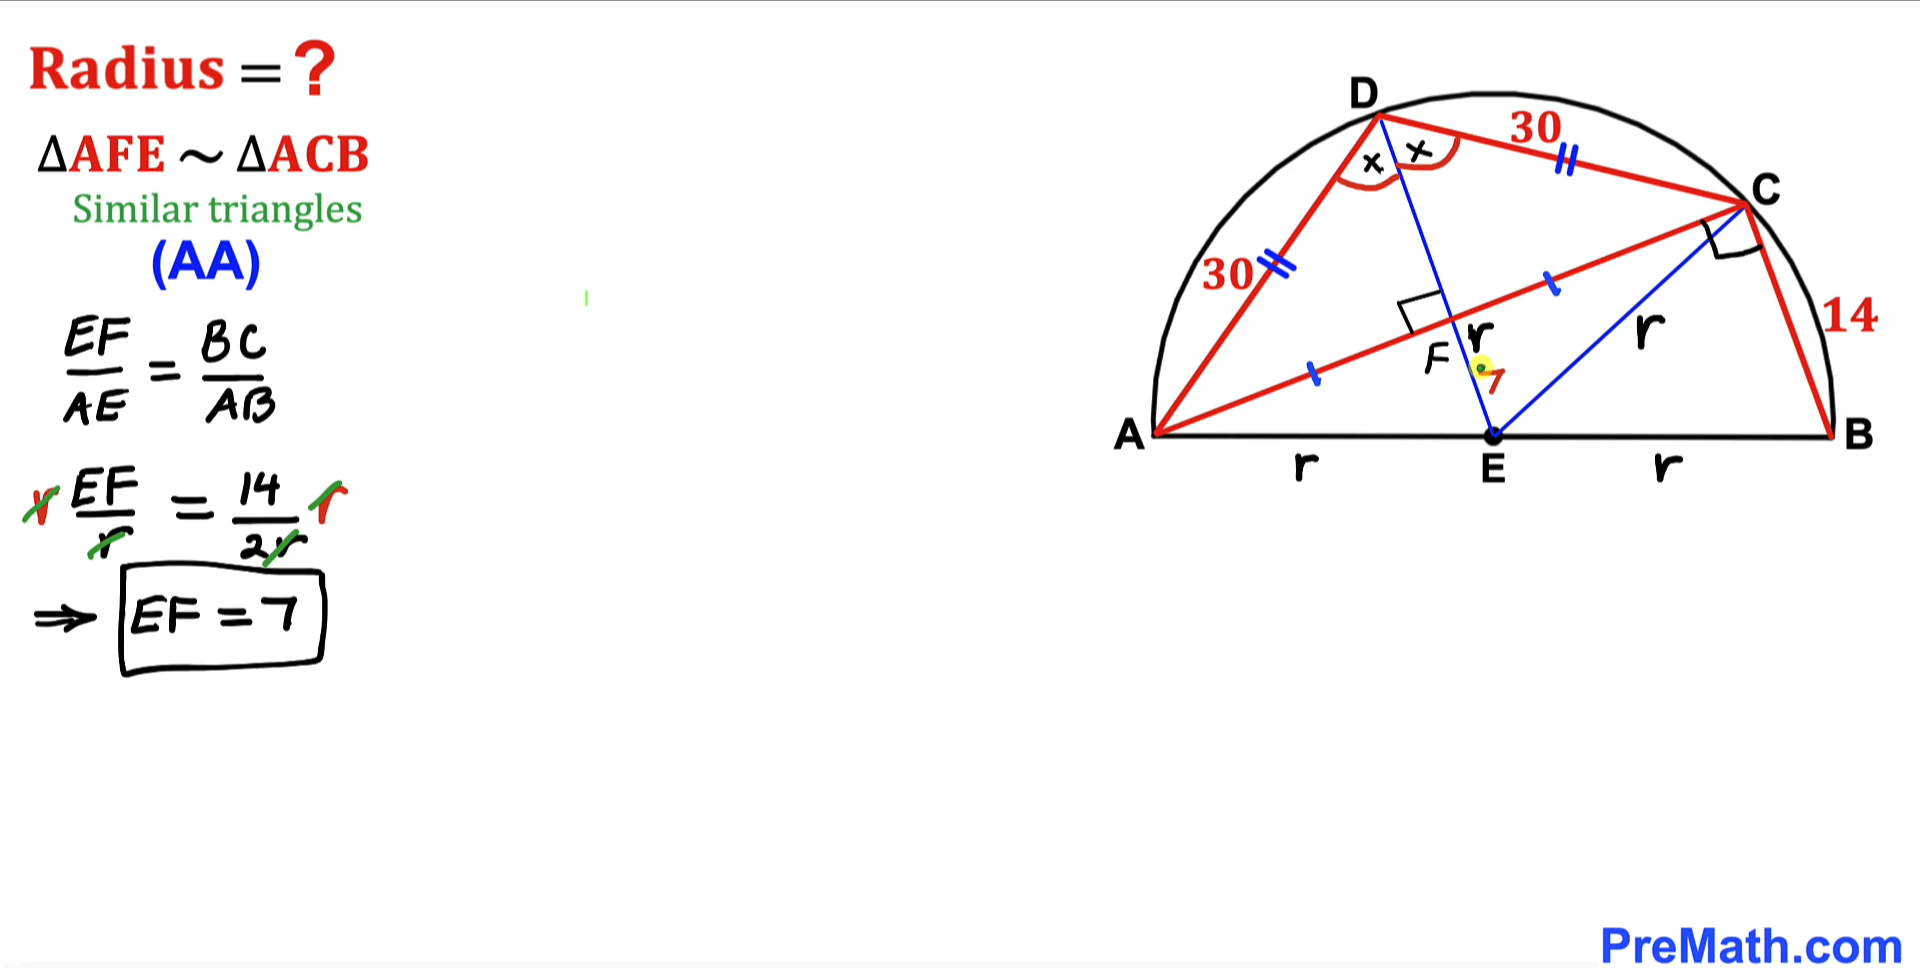 Radius = ?
ΔAFE ~ ΔACB
Similar triangles
(AA)
EF/AE = BC/AB
r EF/r = 14/2r r
⇒ EF = 7
D
30
x x
C
30
14
r
r
F
7
A
B
r
E
r
PreMath.com